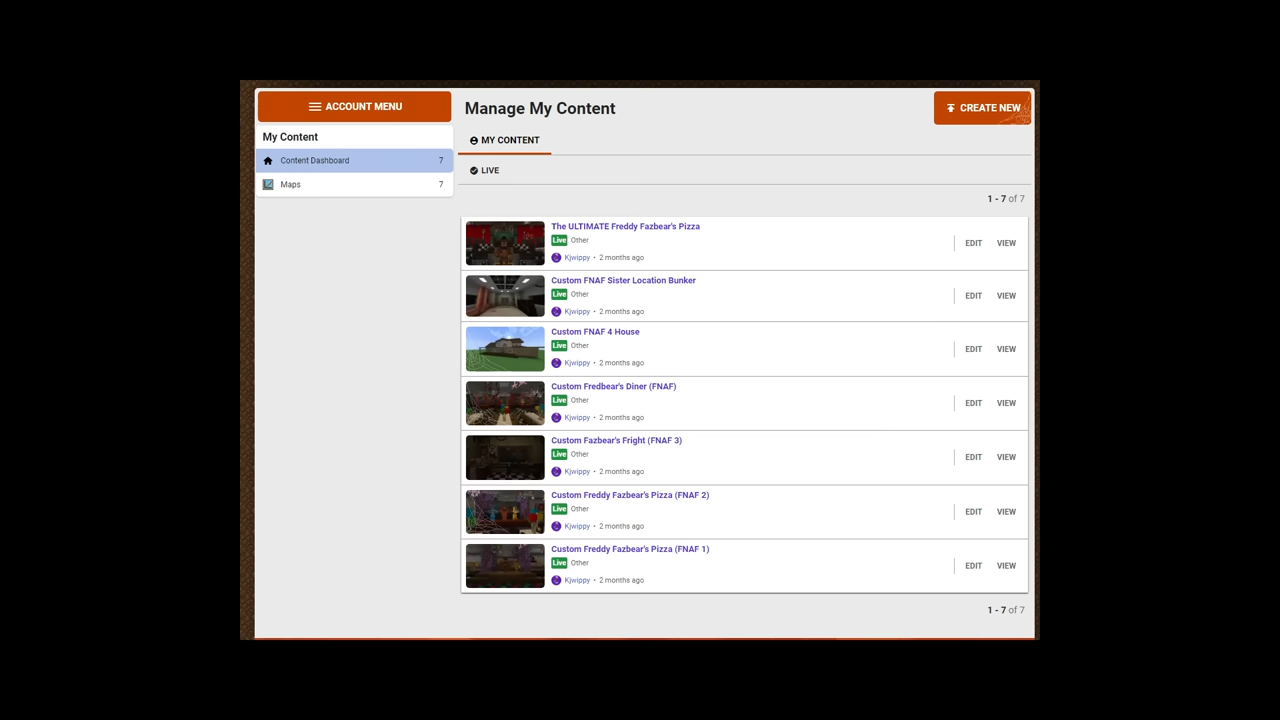 ACCOUNT MENU
My Content
Content Dashboard 7
Maps 7
Manage My Content
CREATE NEW
MY CONTENT
LIVE
1 - 7 of 7
The ULTIMATE Freddy Fazbear's Pizza
Live Other
Kjwippy • 2 months ago
EDIT VIEW
Custom FNAF Sister Location Bunker
Live Other
Kjwippy • 2 months ago
EDIT VIEW
Custom FNAF 4 House
Live Other
Kjwippy • 2 months ago
EDIT VIEW
Custom Fredbear's Diner (FNAF)
Live Other
Kjwippy • 2 months ago
EDIT VIEW
Custom Fazbear's Fright (FNAF 3)
Live Other
Kjwippy • 2 months ago
EDIT VIEW
Custom Freddy Fazbear's Pizza (FNAF 2)
Live Other
Kjwippy • 2 months ago
EDIT VIEW
Custom Freddy Fazbear's Pizza (FNAF 1)
Live Other
Kjwippy • 2 months ago
EDIT VIEW
1 - 7 of 7